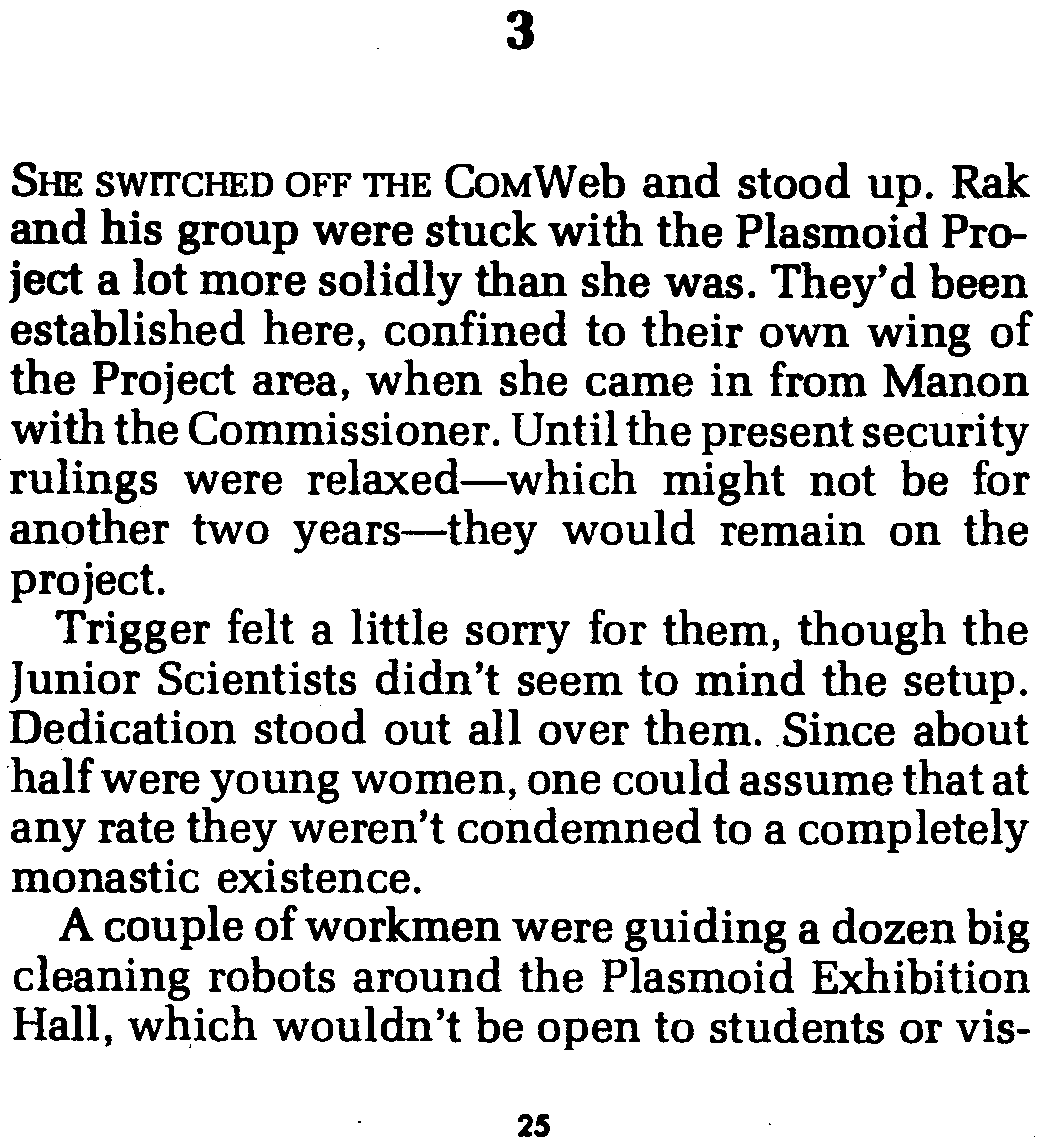 3
SHE SWITCHED OFF THE COMWeb and stood up. Rak
and his group were stuck with the Plasmoid Pro-
ject a lot more solidly than she was. They'd been
established here, confined to their own wing of
the Project area, when she came in from Manon
with the Commissioner. Until the present security
rulings were relaxed—which might not be for
another two years—they would remain on the
project.
Trigger felt a little sorry for them, though the
Junior Scientists didn't seem to mind the setup.
Dedication stood out all over them. Since about
half were young women, one could assume that at
any rate they weren't condemned to a completely
monastic existence.
A couple of workmen were guiding a dozen big
cleaning robots around the Plasmoid Exhibition
Hall, which wouldn't be open to students or vis-
25